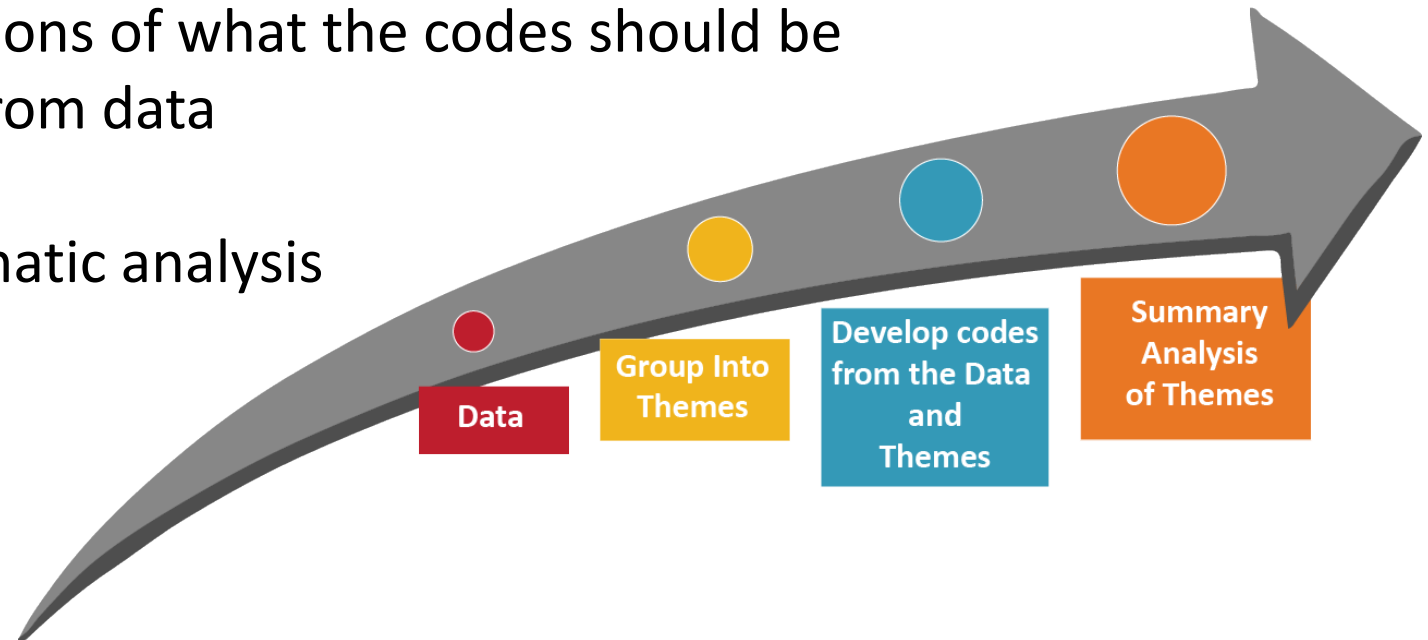 ons of what the codes should be
rom data
natic analysis
Data
Group Into
Themes
Develop codes
from the Data
and
Themes
Summary
Analysis
of Themes